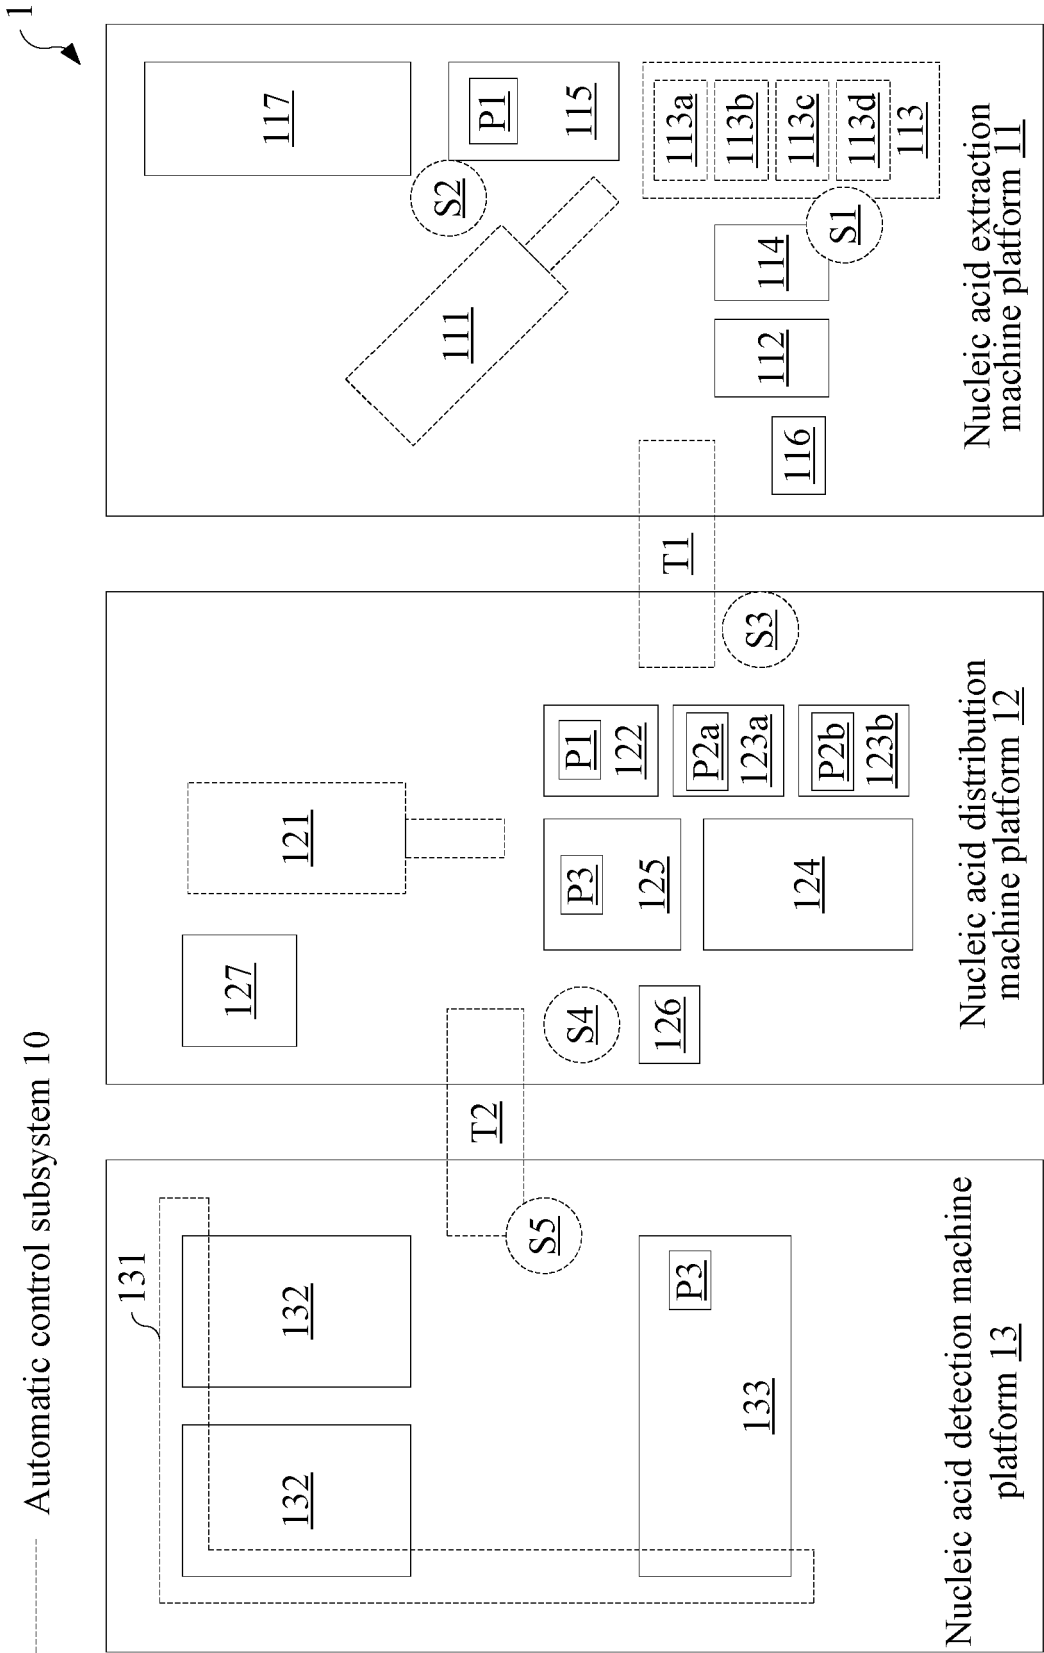 1
Automatic control subsystem 10
131
132
132
133
P3
S5
Nucleic acid detection machine
platform 13
T2
127
121
S4
126
P3
125
124
P1
122
P2a
123a
P2b
123b
Nucleic acid distribution
machine platform 12
T1
S3
117
111
S2
P1
115
116
112
114
S1
113a
113b
113c
113d
113
Nucleic acid extraction
machine platform 11